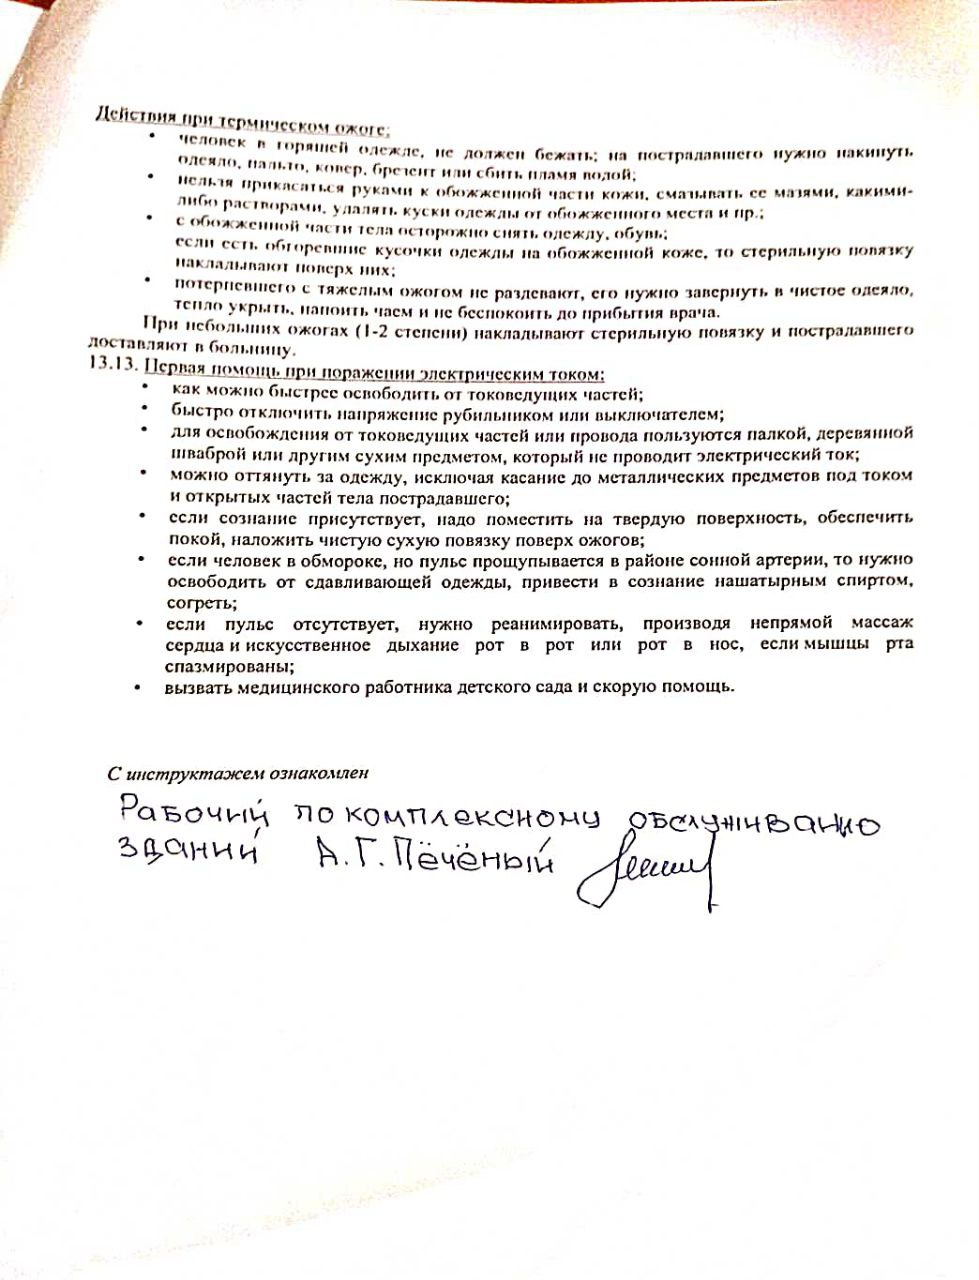 Действия при термическом ожоге:
• человек в горящей одежде, не должен бежать; на пострадавшего нужно накинуть
одеяло, пальто, ковер, брезент или сбить пламя водой;
• нельзя прикасаться руками к обожженной части кожи, смазывать ее мазями, какими-
либо растворами, удалять куски одежды от обожженного места и пр.;
• с обожженной части тела осторожно снять одежду, обувь;
если есть обгоревшие кусочки одежды на обожженной коже, то стерильную повязку
накладывают поверх них;
• потерпевшего с тяжелым ожогом не раздевают, его нужно завернуть в чистое одеяло,
тепло укрыть, напоить чаем и не беспокоить до прибытия врача.
При небольших ожогах (1-2 степени) накладывают стерильную повязку и пострадавшего
доставляют в больницу.
13.13. Первая помощь при поражении электрическим током:
• как можно быстрее освободить от токоведущих частей;
• быстро отключить напряжение рубильником или выключателем;
• для освобождения от токоведущих частей или провода пользуются палкой, деревянной
шваброй или другим сухим предметом, который не проводит электрический ток;
• можно оттянуть за одежду, исключая касание до металлических предметов под током
и открытых частей тела пострадавшего;
• если сознание присутствует, надо поместить на твердую поверхность, обеспечить
покой, наложить чистую сухую повязку поверх ожогов;
• если человек в обмороке, но пульс прощупывается в районе сонной артерии, то нужно
освободить от сдавливающей одежды, привести в сознание нашатырным спиртом,
согреть;
• если пульс отсутствует, нужно реанимировать, производя непрямой массаж
сердца и искусственное дыхание рот в рот или рот в нос, если мышцы рта
спазмированы;
• вызвать медицинского работника детского сада и скорую помощь.
С инструктажем ознакомлен
Рабочий по комплексному обслуживанию
зданий А.Г. Печёный